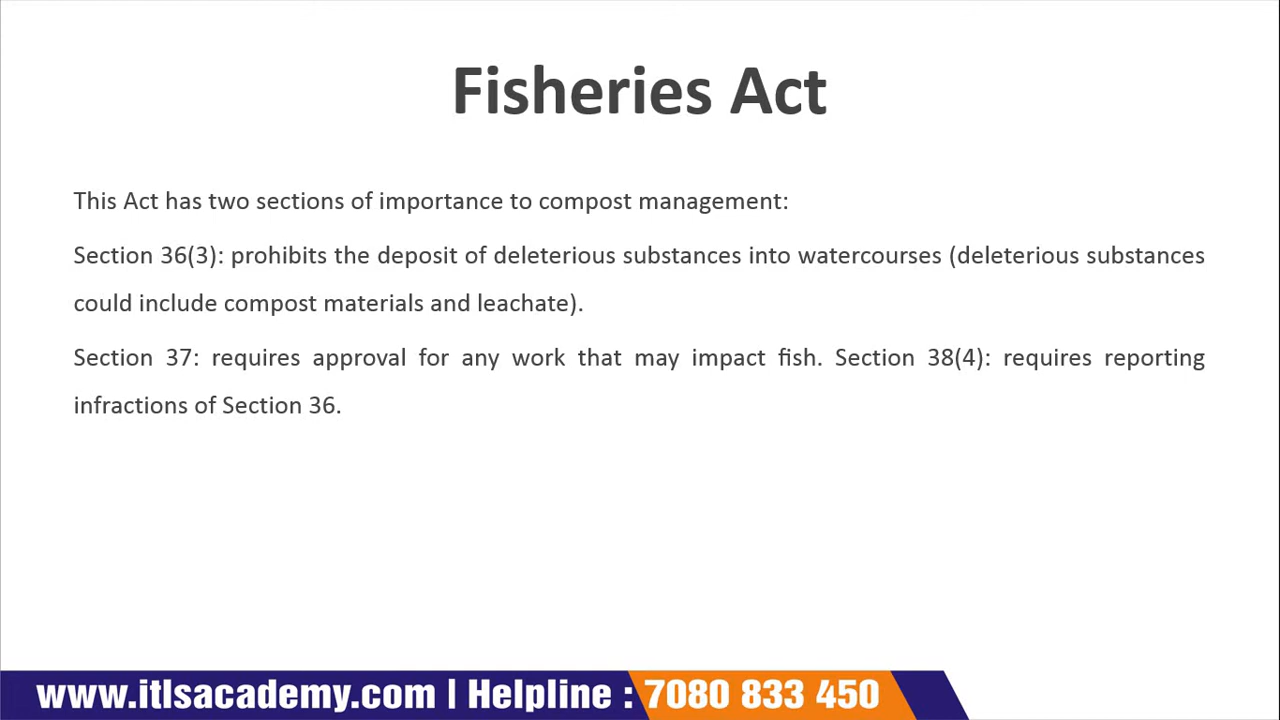 Fisheries Act
This Act has two sections of importance to compost management:
Section 36(3): prohibits the deposit of deleterious substances into watercourses (deleterious substances
could include compost materials and leachate).
Section 37: requires approval for any work that may impact fish. Section 38(4): requires reporting
infractions of Section 36.
www.itlsacademy.com | Helpline : 7080 833 450